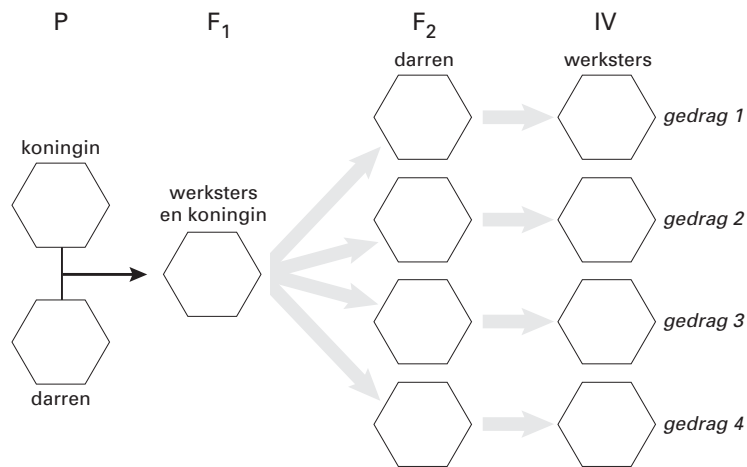 P F₁ F₂ IV
darren werksters
gedrag 1
koningin
werksters
en koningin
gedrag 2
gedrag 3
darren
gedrag 4